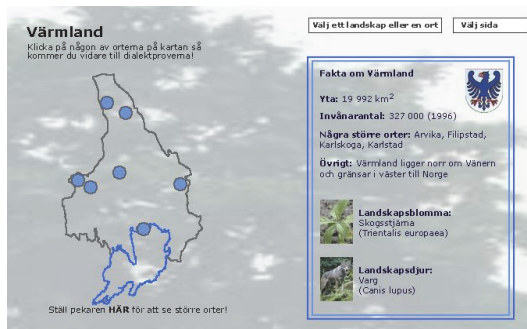 Värmland
Klicka på någon av orterna på kartan så
kommer du vidare till dialektproverna!
Välj ett landskap eller en ort
Välj sida
Fakta om Värmland
Yta: 19 992 km2
Invånarantal: 327 000 (1996)
Några större orter: Arvika, Filipstad,
Karlskoga, Karlstad
Övrigt: Värmland ligger norr om Vänern
och gränsar i väster till Norge
Landskapsblomma:
Skogsstjärna
(Trientalis europaea)
Landskapsdjur:
Varg
(Canis lupus)
Ställ pekaren HÄR för att se större orter!